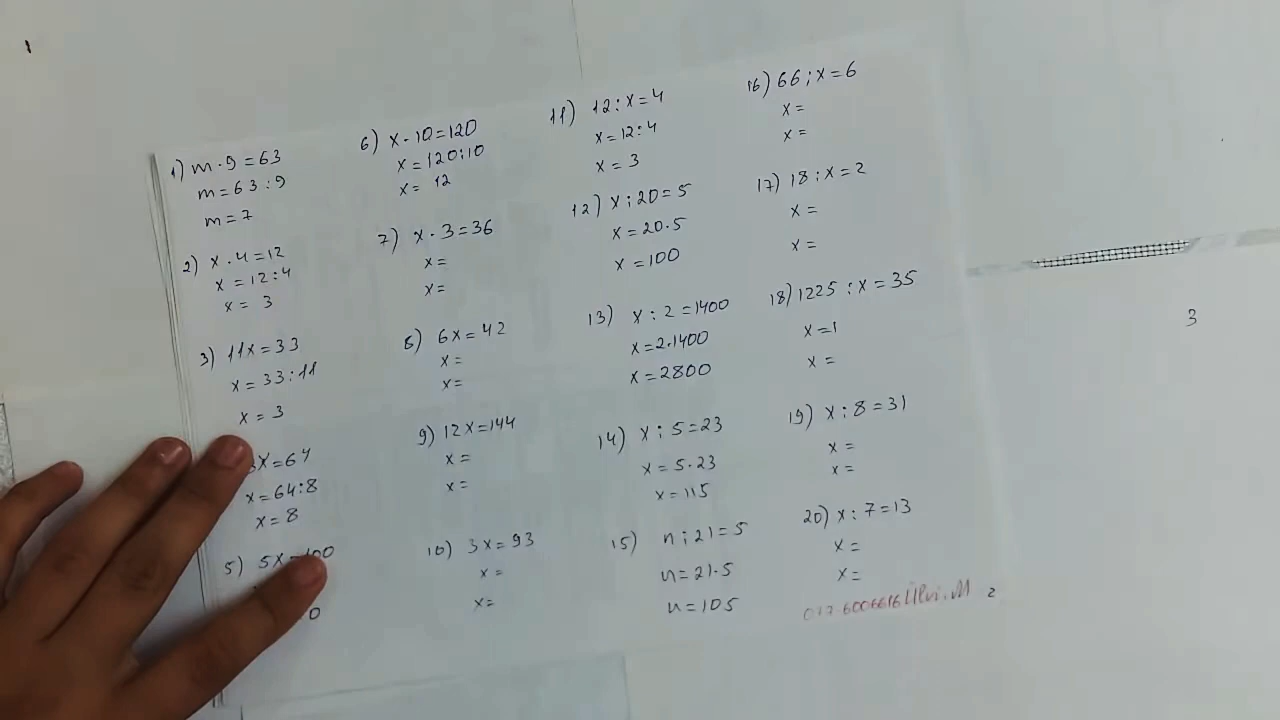 1) m · 9 = 63
m = 63 : 9
m = 7
2) x · 4 = 12
x = 12 : 4
x = 3
3) 11x = 33
x = 33 : 11
x = 3
x = 64
x = 64 : 8
x = 8
5) 5x = 100
0
6) x · 10 = 120
x = 120 : 10
x = 12
7) x · 3 = 36
x =
x =
8) 6x = 42
x =
x =
9) 12x = 144
x =
x =
10) 3x = 93
x =
x =
11) 12 : x = 4
x = 12 : 4
x = 3
12) x : 20 = 5
x = 20 · 5
x = 100
13) x : 2 = 1400
x = 2 · 1400
x = 2800
14) x : 5 = 23
x = 5 · 23
x = 115
15) n : 21 = 5
n = 21 · 5
n = 105
16) 66 : x = 6
x =
x =
17) 18 : x = 2
x =
x =
18) 1225 : x = 35
x = 1
x =
19) x : 8 = 31
x =
x =
20) x : 7 = 13
x =
x =
2
3